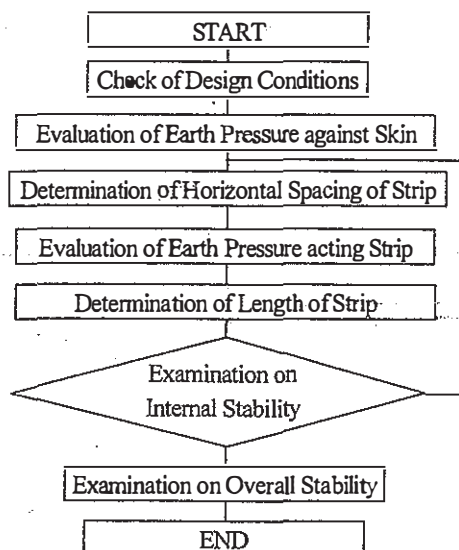 START
Check of Design Conditions
Evaluation of Earth Pressure against Skin
Determination of Horizontal Spacing of Strip
Evaluation of Earth Pressure acting Strip
Determination of Length of Strip
Examination on
Internal Stability
Examination on Overall Stability
END